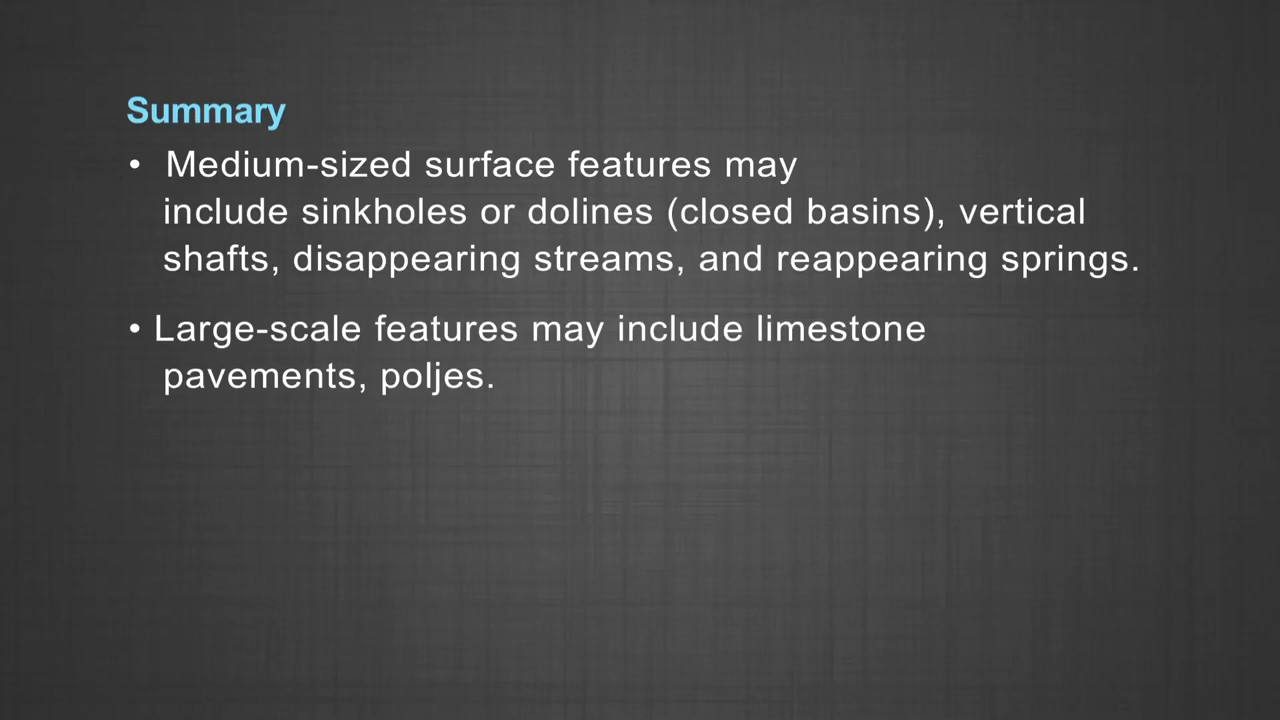 Summary
• Medium-sized surface features may
include sinkholes or dolines (closed basins), vertical
shafts, disappearing streams, and reappearing springs.
• Large-scale features may include limestone
pavements, poljes.